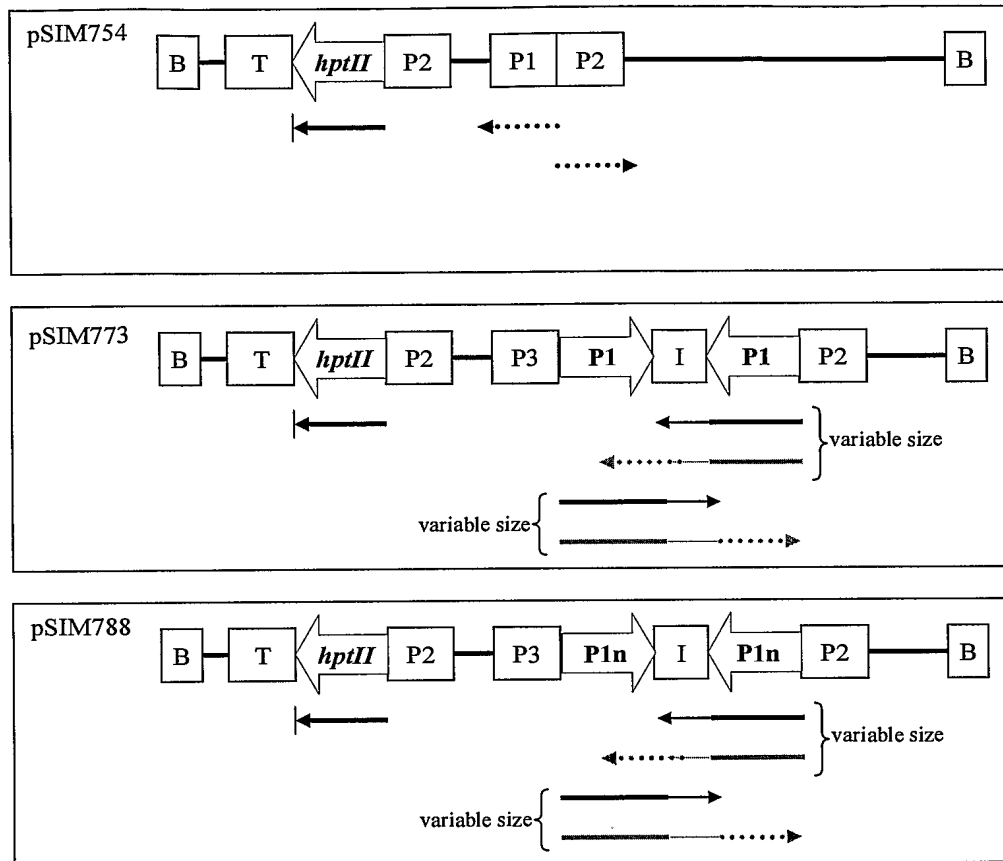 pSIM754
B T hptII P2 P1 P2 B
pSIM773
B T hptII P2 P3 P1 I P1 P2 B
variable size
variable size
pSIM788
B T hptII P2 P3 P1n I P1n P2 B
variable size
variable size